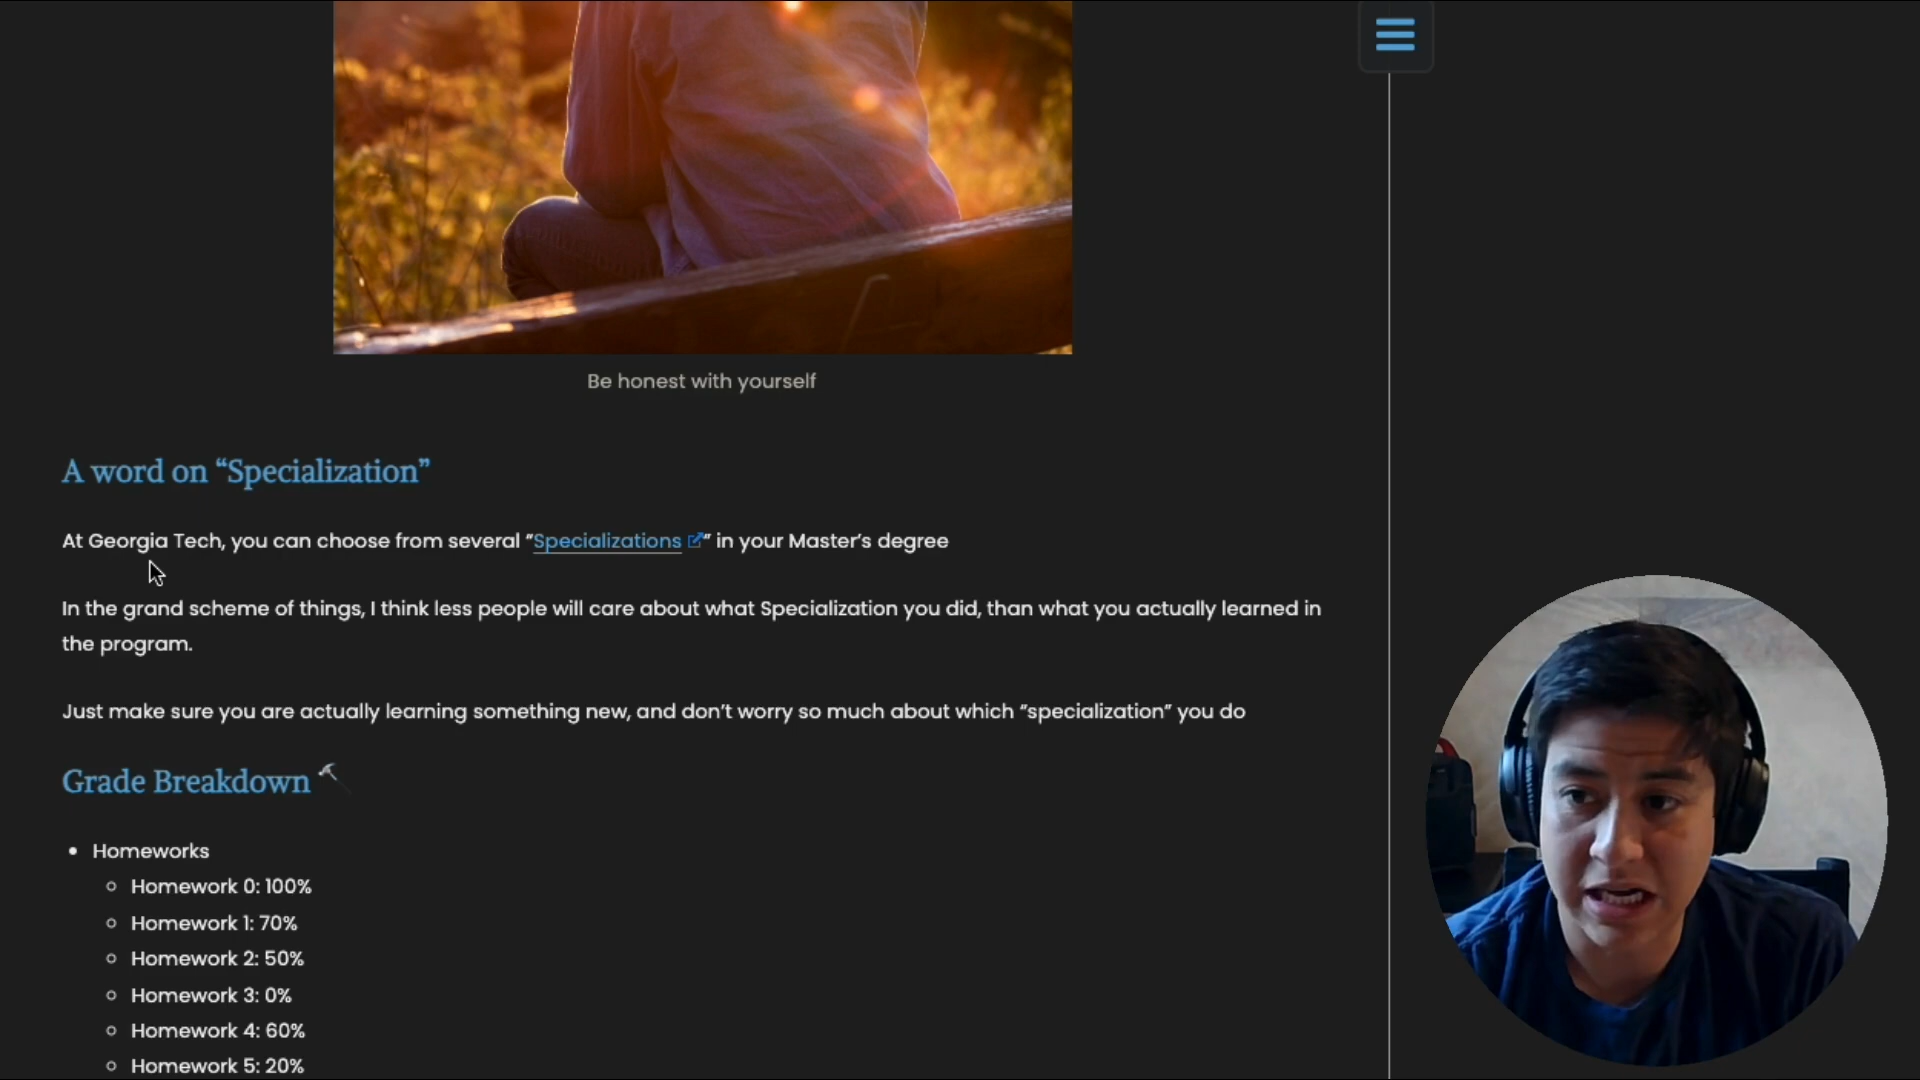 Be honest with yourself
A word on “Specialization”
At Georgia Tech, you can choose from several “Specializations” in your Master’s degree
In the grand scheme of things, I think less people will care about what Specialization you did, than what you actually learned in
the program.
Just make sure you are actually learning something new, and don’t worry so much about which “specialization” you do
Grade Breakdown
Homeworks
Homework 0: 100%
Homework 1: 70%
Homework 2: 50%
Homework 3: 0%
Homework 4: 60%
Homework 5: 20%